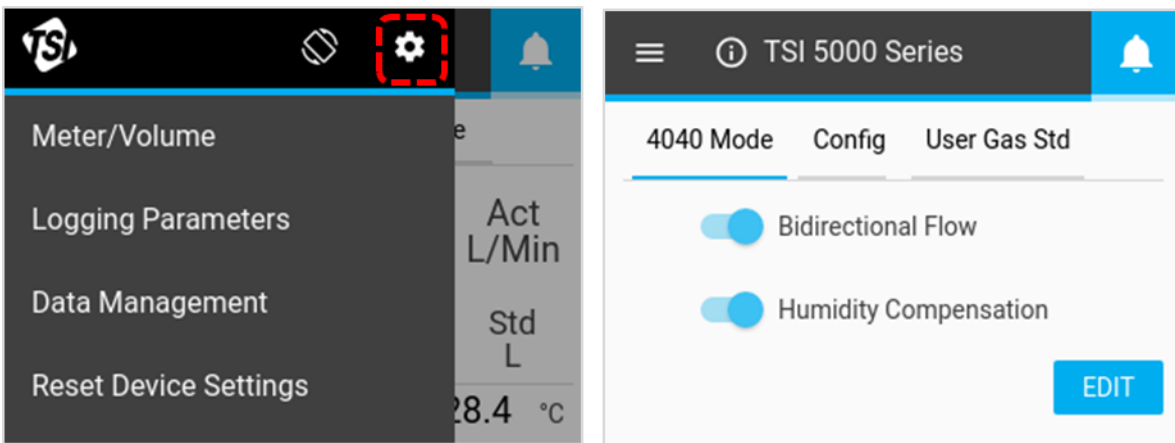 TSI
Meter/Volume
Logging Parameters
Data Management
Reset Device Settings
e
Act
L/Min
Std
L
28.4 °C
TSI 5000 Series
4040 Mode Config User Gas Std
Bidirectional Flow
Humidity Compensation
EDIT